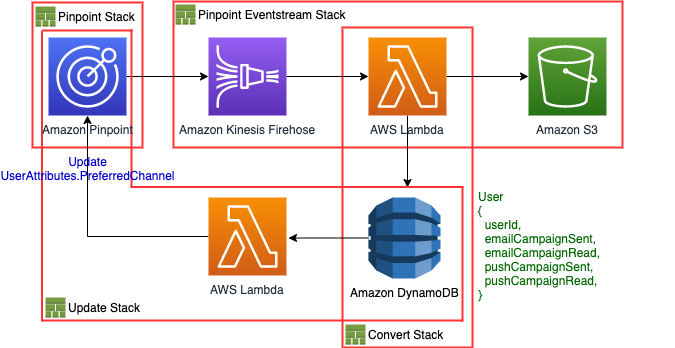 Pinpoint Stack
Pinpoint Eventstream Stack
Amazon Pinpoint
Amazon Kinesis Firehose
AWS Lambda
Amazon S3
Update
UserAttributes.PreferredChannel
User
{
userId,
emailCampaignSent,
emailCampaignRead,
pushCampaignSent,
pushCampaignRead,
}
AWS Lambda
Amazon DynamoDB
Update Stack
Convert Stack